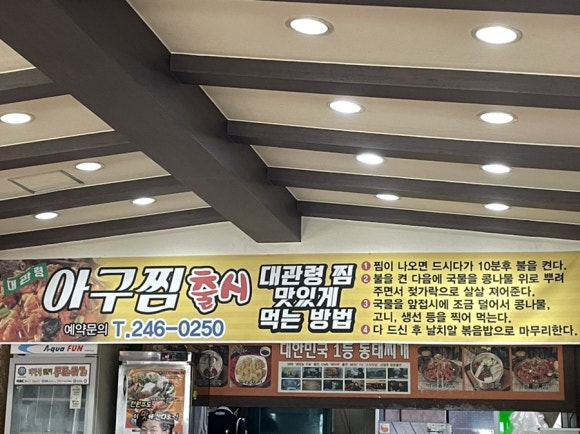 대관령
아구찜 출시
예약문의 T.246-0250
대관령 찜
맛있게
먹는 방법
1 찜이 나오면 드시다가 10분후 불을 켠다.
2 불을 켠 다음에 국물을 콩나물 위로 뿌려
주면서 젖가락으로 살살 저어준다.
3 국물을 앞접시에 조금 덜어서 콩나물,
고니, 생선 등을 찍어 먹는다.
4 다 드신 후 날치알 볶음밥으로 마무리한다.
Aqua FUN
대한민국 1등 동태찌개